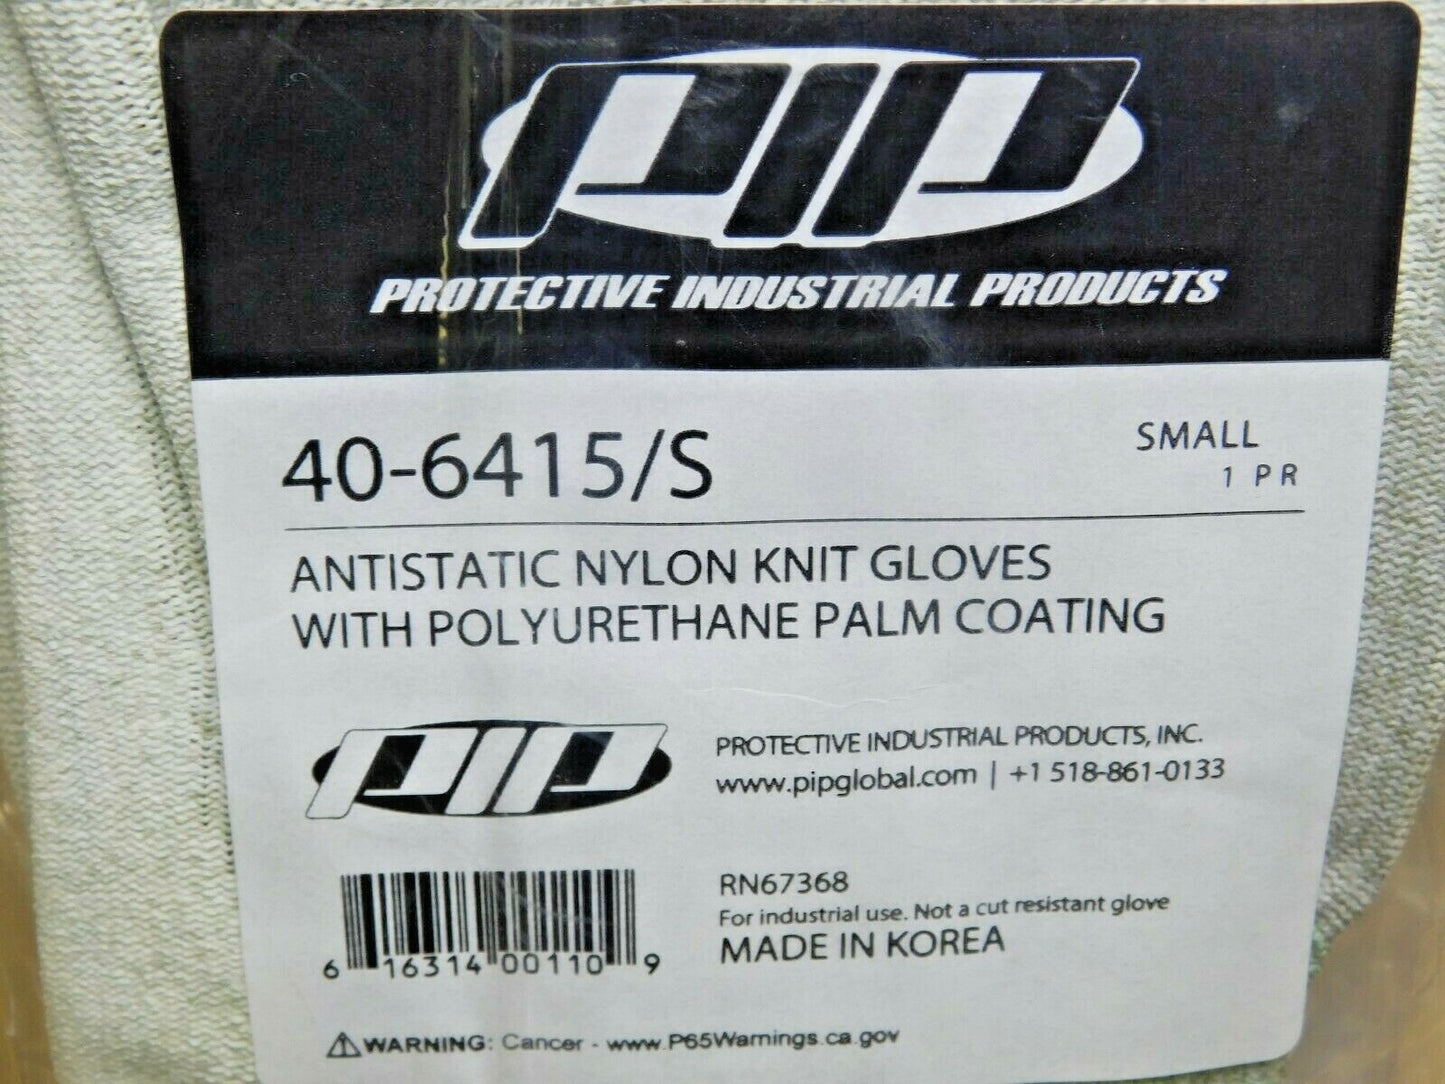 PIP
PROTECTIVE INDUSTRIAL PRODUCTS
40-6415/S
SMALL
1 PR
ANTISTATIC NYLON KNIT GLOVES
WITH POLYURETHANE PALM COATING
PIP
PROTECTIVE INDUSTRIAL PRODUCTS, INC.
www.pipglobal.com | +1 518-861-0133
RN67368
For industrial use. Not a cut resistant glove
MADE IN KOREA
6 16314 00110 9
⚠WARNING: Cancer - www.P65Warnings.ca.gov